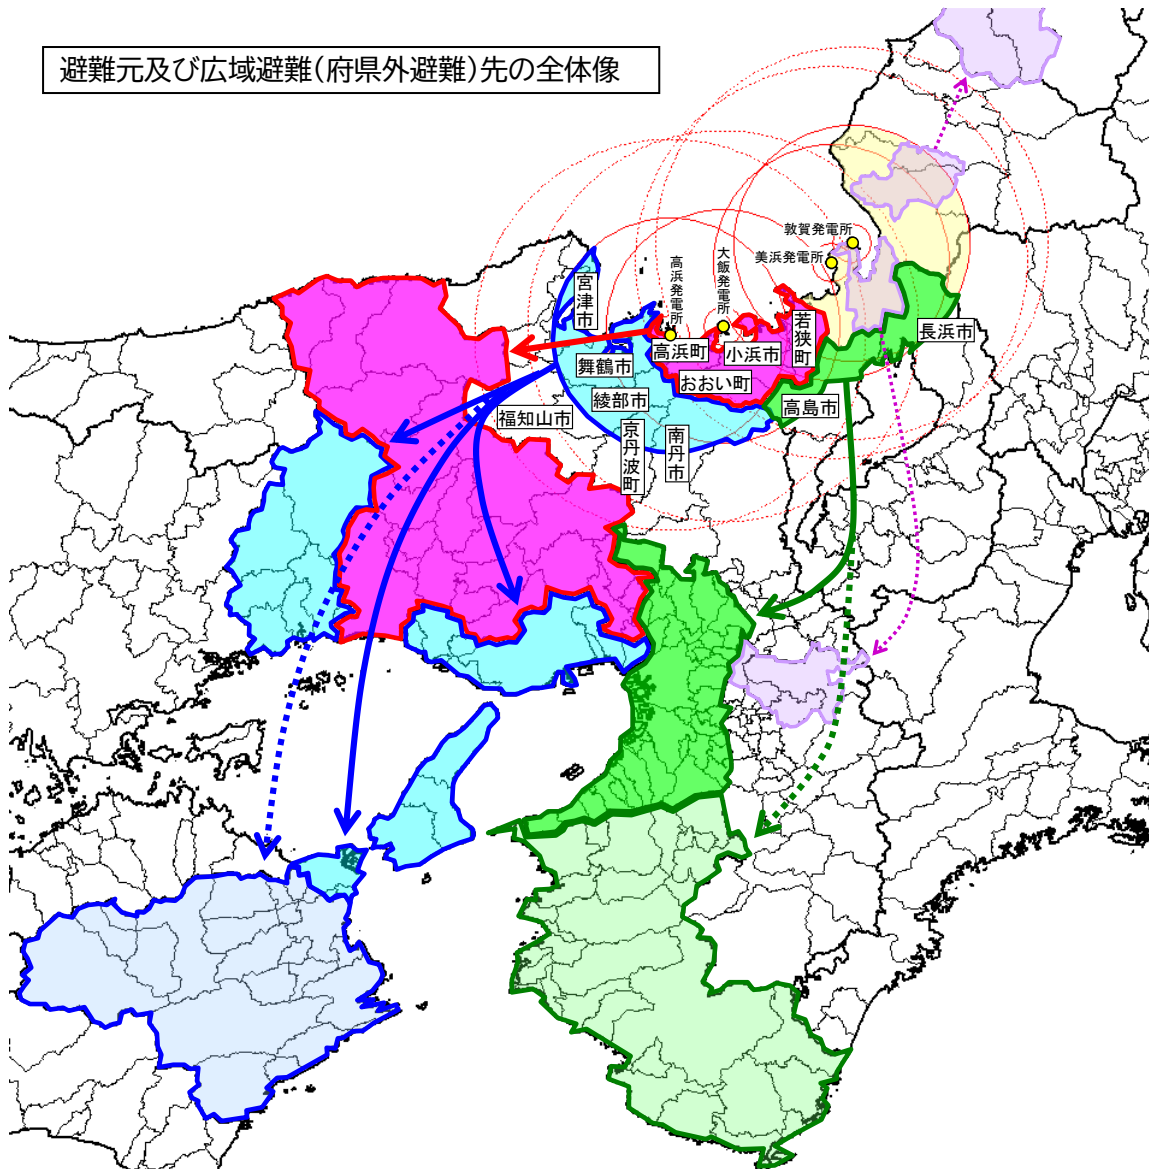 避難元及び広域避難(府県外避難)先の全体像
敦賀発電所
美浜発電所
大飯発電所
高浜発電所
宮津市
若狭町
長浜市
高浜町
小浜市
舞鶴市
おおい町
綾部市
高島市
福知山市
京丹波町
南丹市